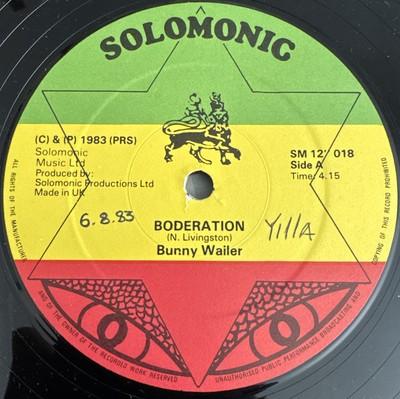 SOLOMONIC
(C) & (P) 1983 (PRS)
Solomonic
Music Ltd
Produced by:
Solomonic Productions Ltd
Made in UK
SM 12" 018
Side A
Time: 4.15
6.8.83
BODERATION
(N. Livingston)
Bunny Wailer
ALL RIGHTS OF THE MANUFACTURER
AND OF THE OWNER OF THE RECORDED WORK RESERVED
UNAUTHORISED PUBLIC PERFORMANCE BROADCASTING AND
COPYING OF THIS RECORD PROHIBITED